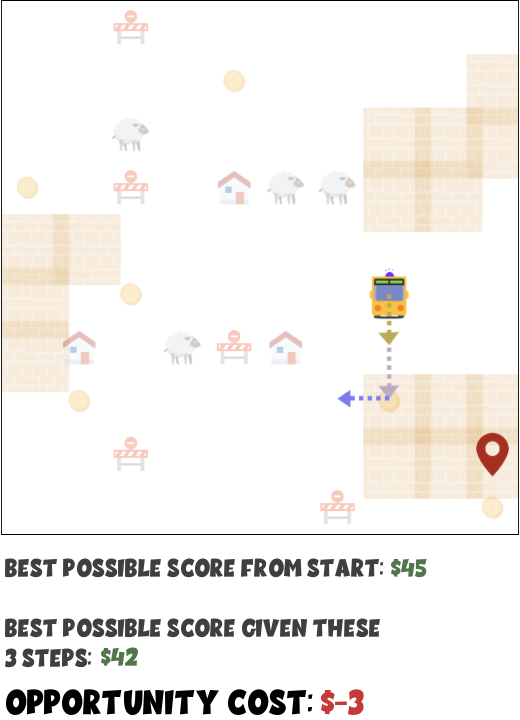 BEST POSSIBLE SCORE FROM START: $45
BEST POSSIBLE SCORE GIVEN THESE
3 STEPS: $42
OPPORTUNITY COST: $-3